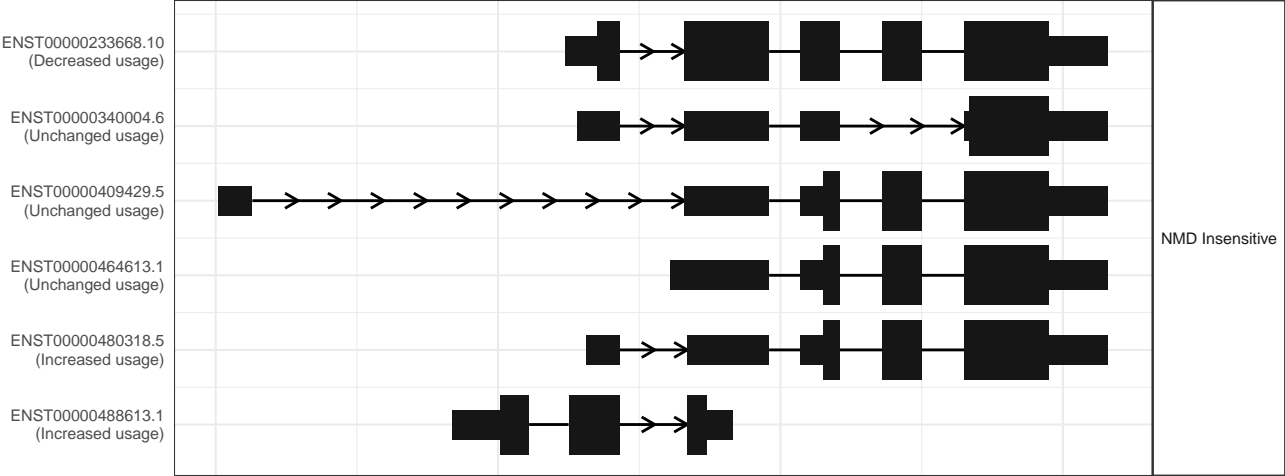 ENST00000233668.10
(Decreased usage)
ENST00000340004.6
(Unchanged usage)
ENST00000409429.5
(Unchanged usage)
NMD Insensitive
ENST00000464613.1
(Unchanged usage)
ENST00000480318.5
(Increased usage)
ENST00000488613.1
(Increased usage)